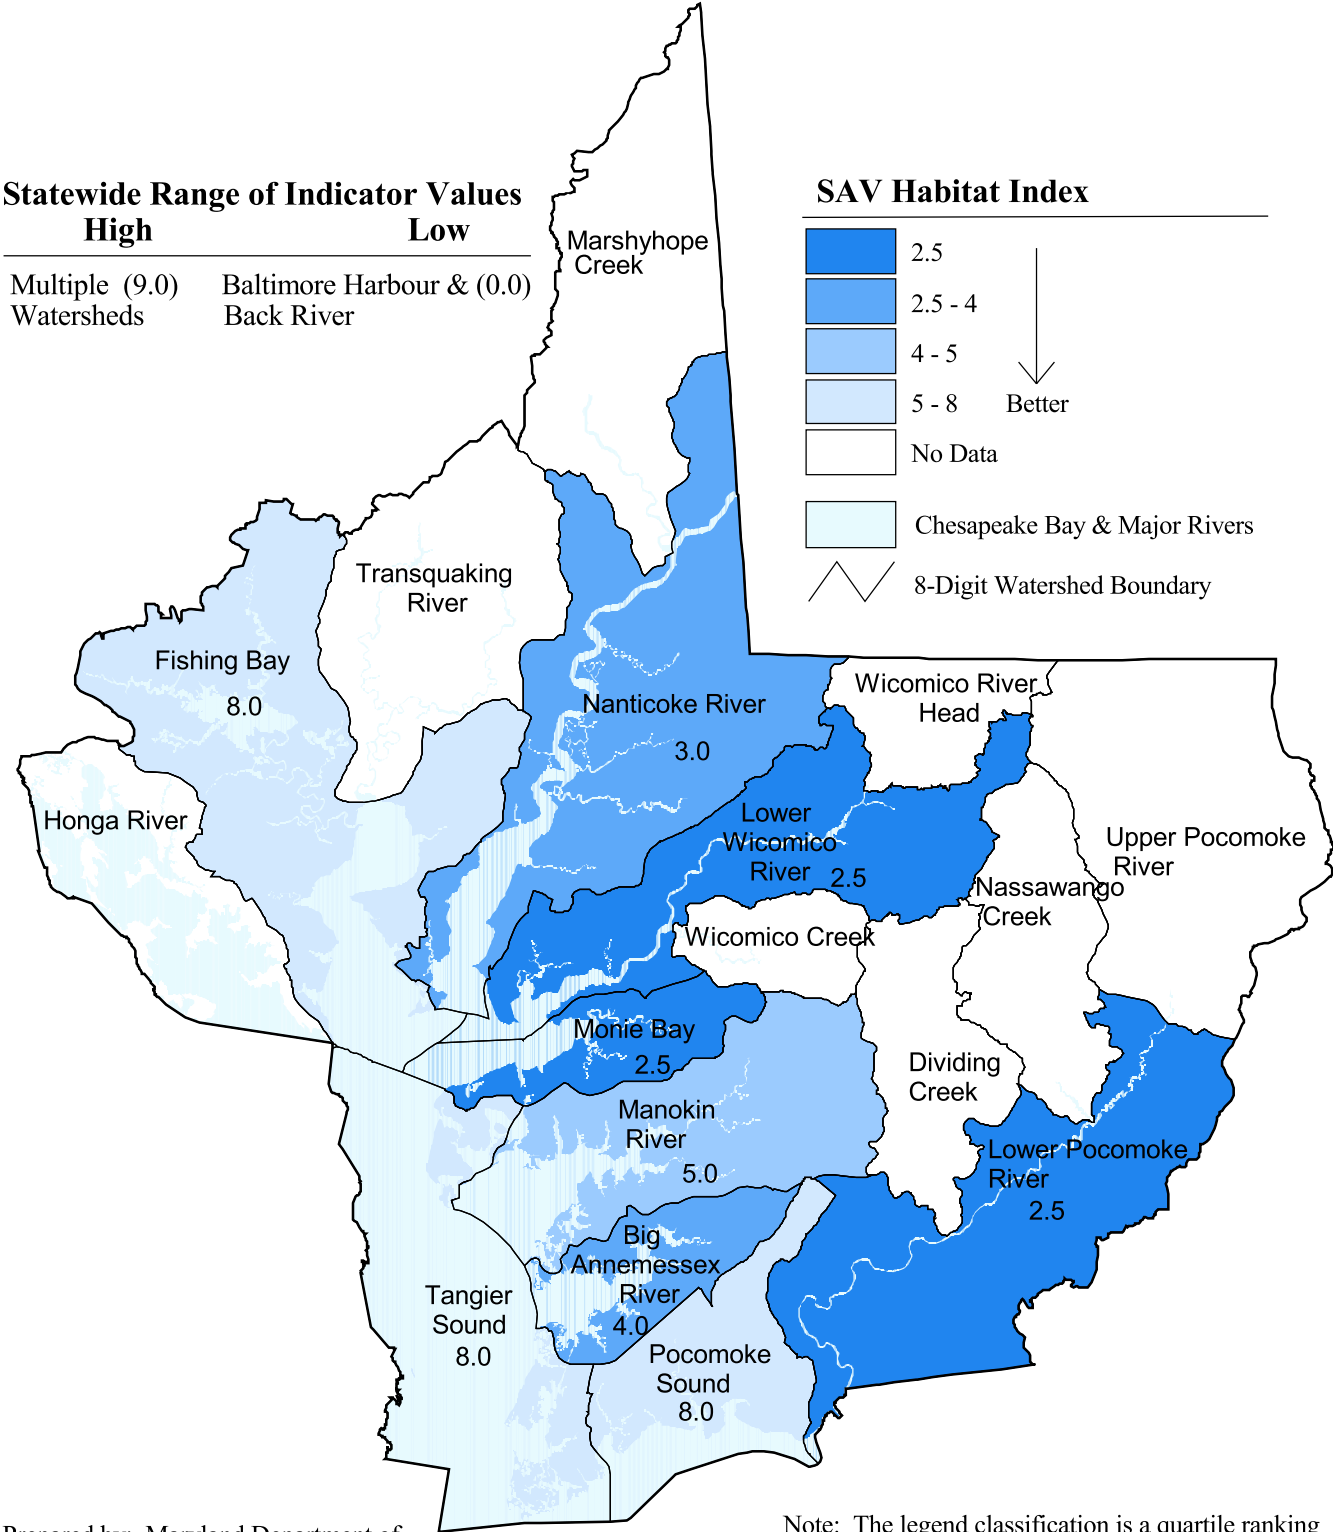 Statewide Range of Indicator Values
High Low
Multiple (9.0) Baltimore Harbour & (0.0)
Watersheds Back River
SAV Habitat Index
2.5
2.5 - 4
4 - 5
5 - 8 Better
No Data
Chesapeake Bay & Major Rivers
8-Digit Watershed Boundary
Marshyhope
Creek
Transquaking
River
Fishing Bay
8.0
Nanticoke River
3.0
Wicomico River
Head
Honga River
Lower
Wicomico
River 2.5
Upper Pocomoke
River
Nassawango
Creek
Wicomico Creek
Monie Bay
2.5
Dividing
Creek
Manokin
River
5.0
Lower Pocomoke
River
2.5
Big
Annemessex
River
4.0
Tangier
Sound
8.0
Pocomoke
Sound
8.0
Prepared by: Maryland Department of
Note: The legend classification is a quartile ranking